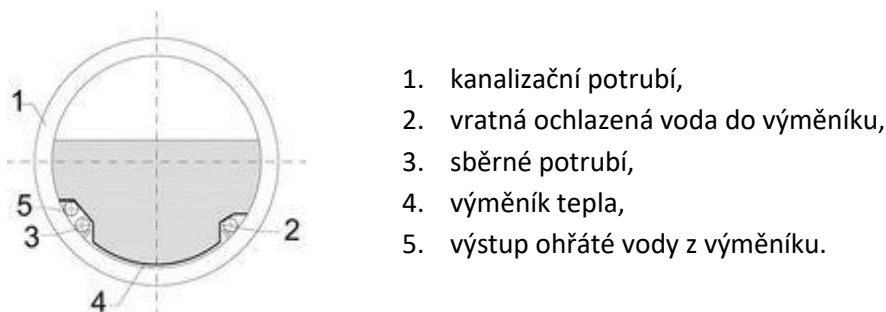 1
5
3
2
4
1. kanalizační potrubí,
2. vratná ochlazená voda do výměníku,
3. sběrné potrubí,
4. výměník tepla,
5. výstup ohřáté vody z výměníku.